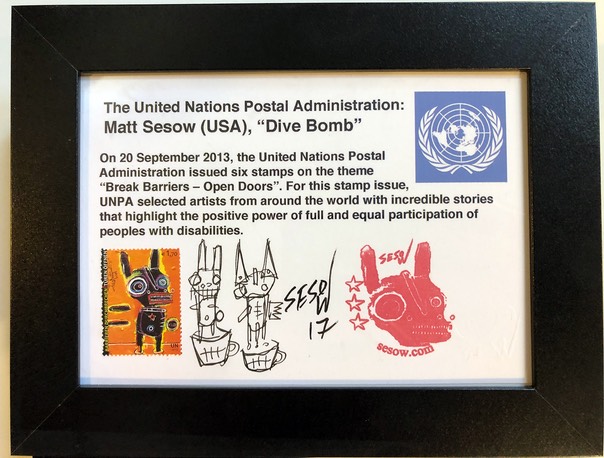 The United Nations Postal Administration:
Matt Sesow (USA), “Dive Bomb”
On 20 September 2013, the United Nations Postal
Administration issued six stamps on the theme
“Break Barriers – Open Doors”. For this stamp issue,
UNPA selected artists from around the world with incredible stories
that highlight the positive power of full and equal participation of
peoples with disabilities.
€1,70
UN
SESOW
17
SESOW
sesow.com